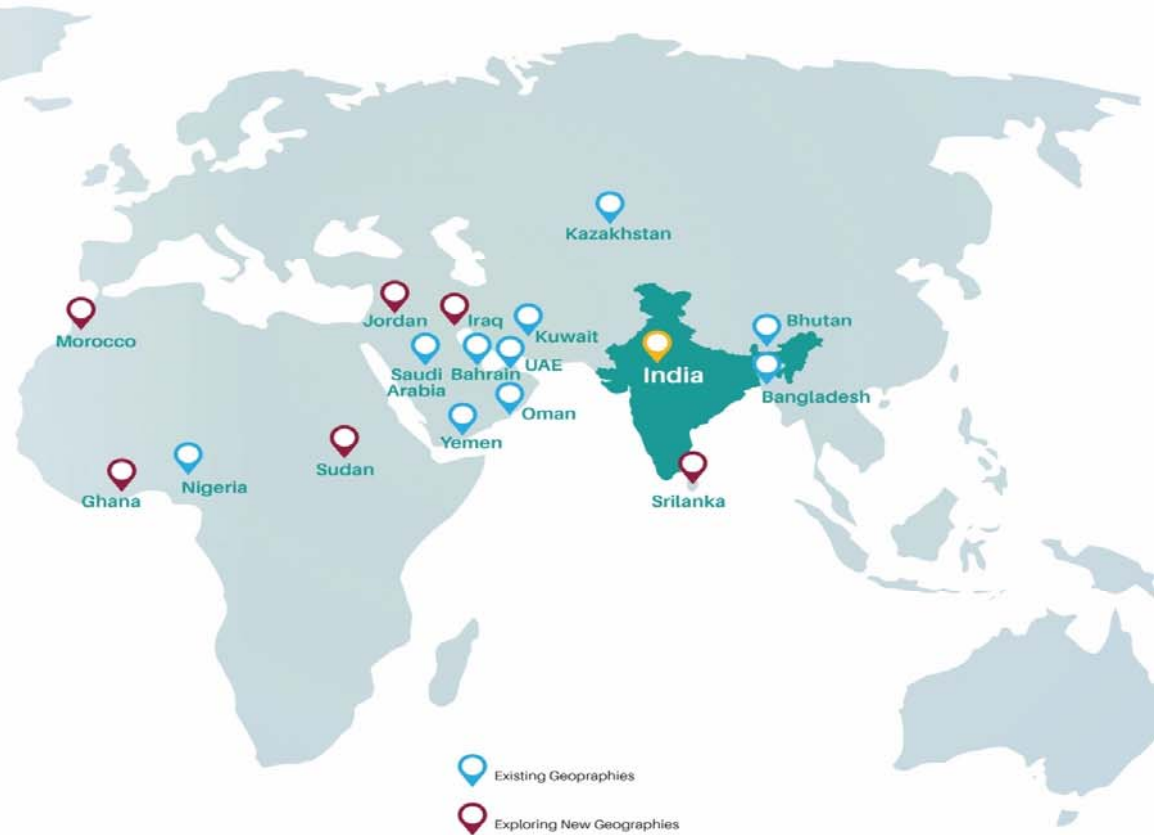 Kazakhstan
Jordan
Iraq
Kuwait
Bhutan
Morocco
Saudi
Arabia
Bahrain
UAE
India
Bangladesh
Oman
Yemen
Sudan
Nigeria
Ghana
Srilanka
Existing Geopraphies
Exploring New Geographies